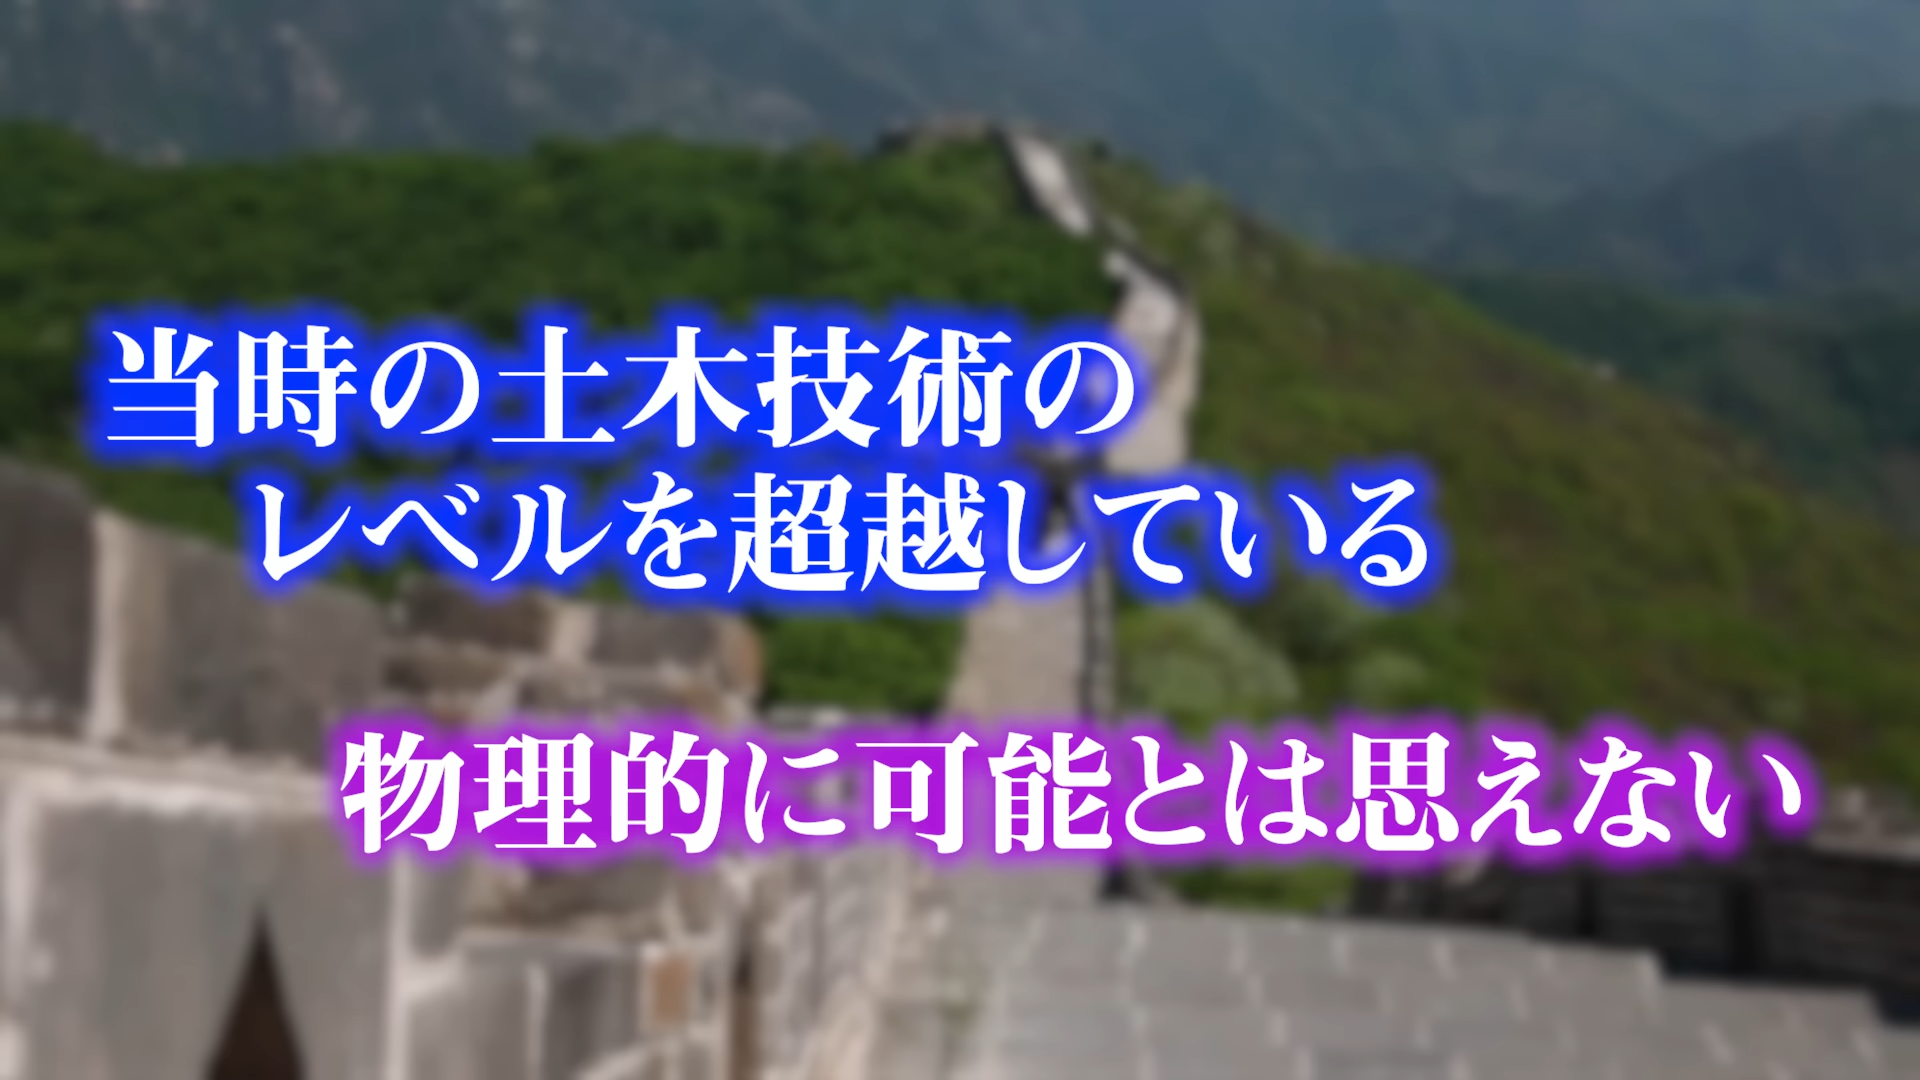 当時の土木技術の
レベルを超越している
物理的に可能とは思えない